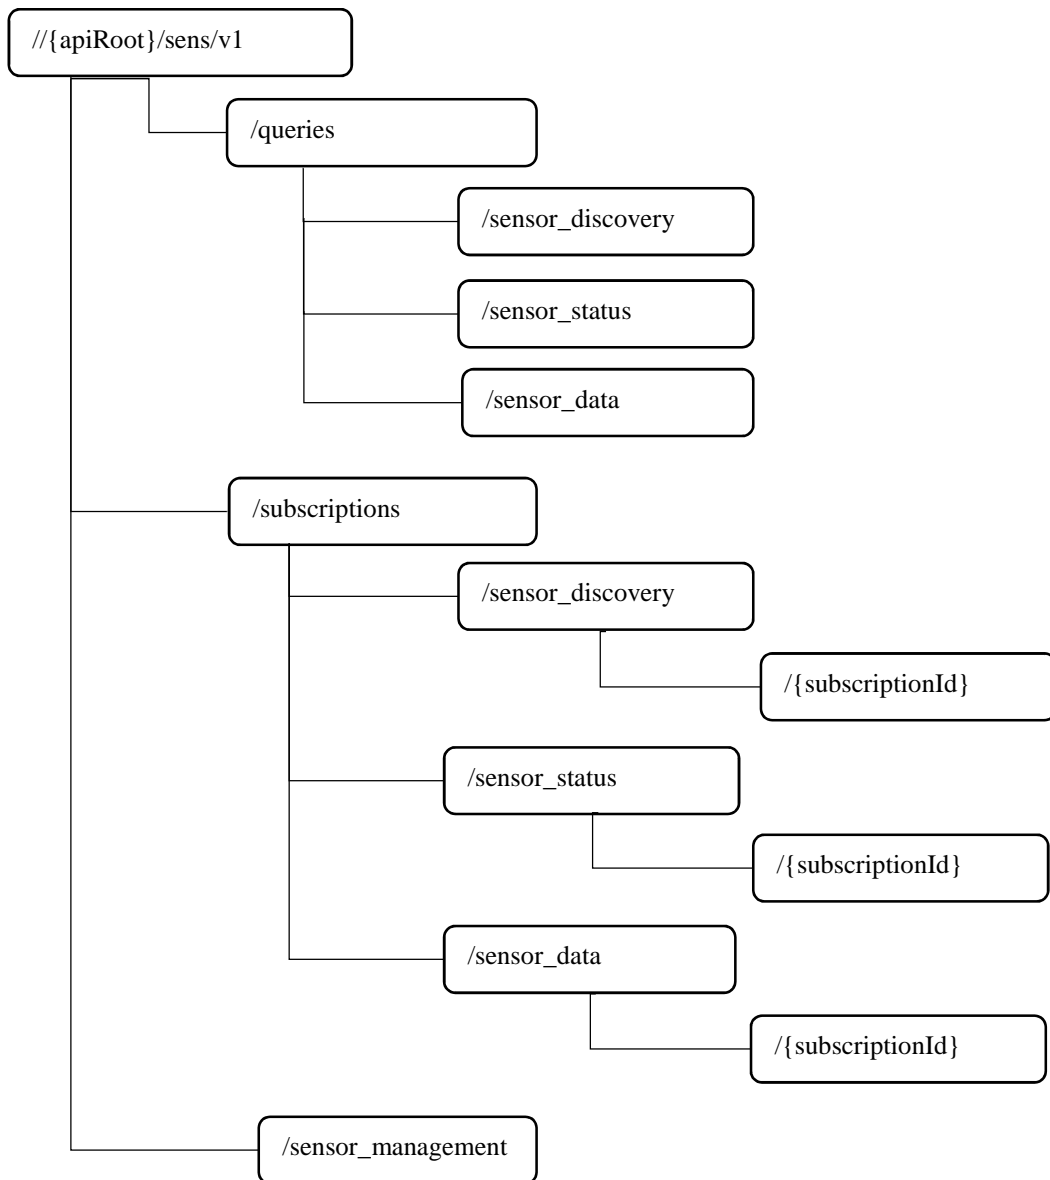 //{apiRoot}/sens/v1
/queries
/sensor_discovery
/sensor_status
/sensor_data
/subscriptions
/sensor_discovery
/{subscriptionId}
/sensor_status
/{subscriptionId}
/sensor_data
/{subscriptionId}
/sensor_management